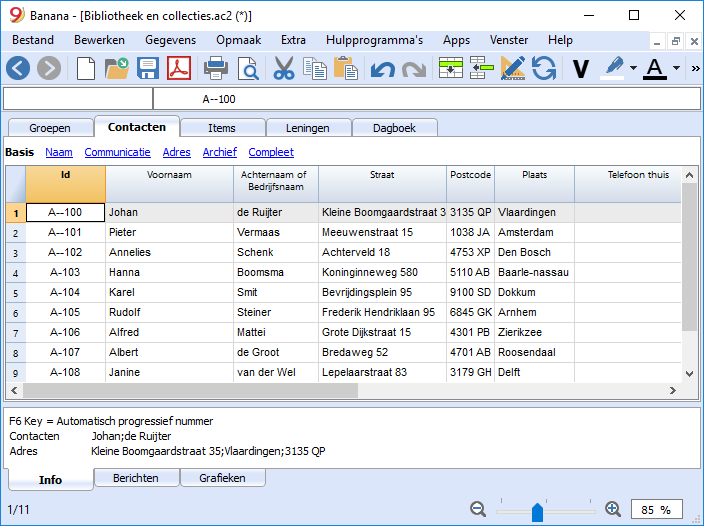 Banana - [Bibliotheek en collecties.ac2 (*)]
Bestand Bewerken Gegevens Opmaak Extra Hulpprogramma's Apps Venster Help
V A »
A--100
Groepen Contacten Items Leningen Dagboek
Basis Naam Communicatie Adres Archief Compleet
Id Voornaam Achternaam of Bedrijfsnaam Straat Postcode Plaats Telefoon thuis
1 A--100 Johan de Ruijter Kleine Boomgaardstraat 3 3135 QP Vlaardingen
2 A--101 Pieter Vermaas Meeuwenstraat 15 1038 JA Amsterdam
3 A--102 Annelies Schenk Achterveld 18 4753 XP Den Bosch
4 A-103 Hanna Boomsma Koninginneweg 580 5110 AB Baarle-nassau
5 A-104 Karel Smit Bevrijdingsplein 95 9100 SD Dokkum
6 A-105 Rudolf Steiner Frederik Hendriklaan 95 6845 GK Arnhem
7 A-106 Alfred Mattei Grote Dijkstraat 15 4301 PB Zierikzee
8 A-107 Albert de Groot Bredaweg 52 4701 AB Roosendaal
9 A-108 Janine van der Wel Lepelaarstraat 83 3179 GH Delft
F6 Key = Automatisch progressief nummer
Contacten Johan;de Ruijter
Adres Kleine Boomgaardstraat 35;Vlaardingen;3135 QP
Info Berichten Grafieken
1/11 85 %